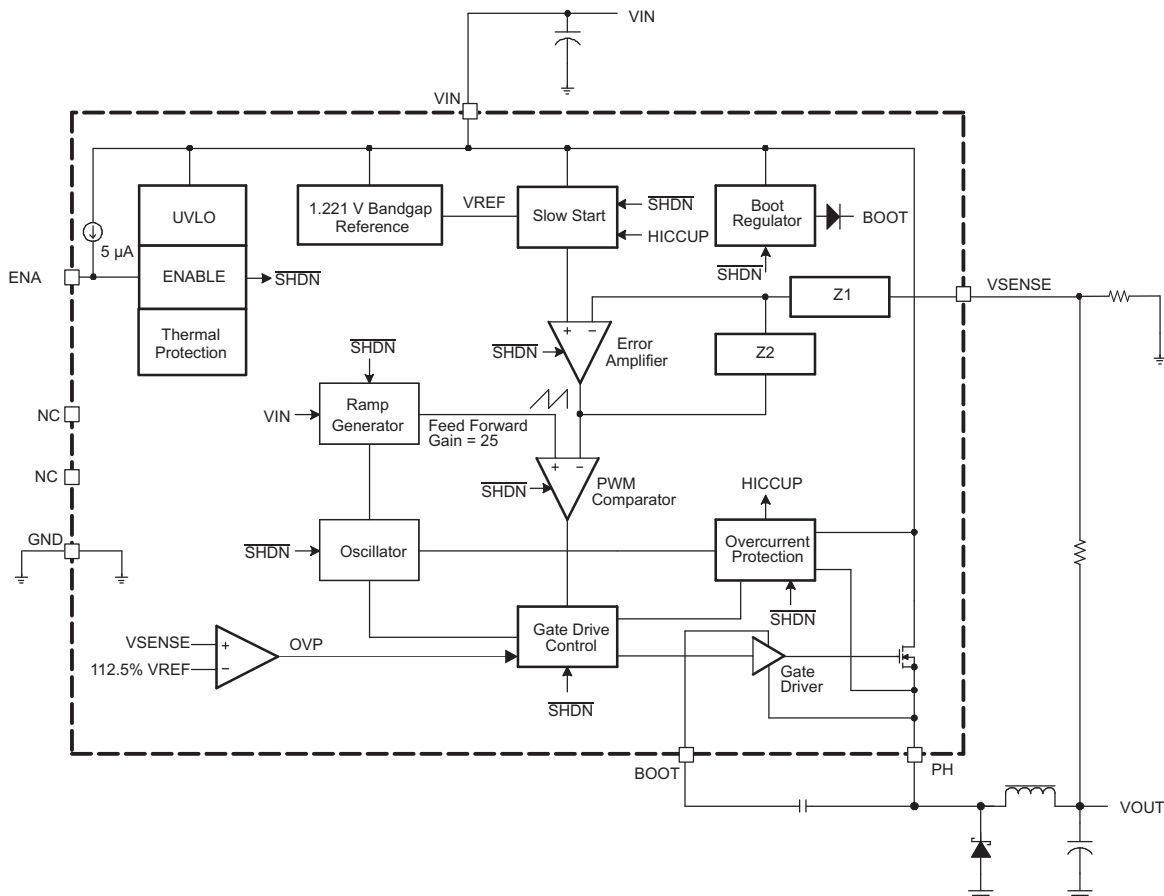 VIN
VIN
UVLO
1.221 V Bandgap
Reference
VREF
Slow Start
SHDN
HICCUP
Boot
Regulator
BOOT
SHDN
5 µA
ENA
ENABLE
SHDN
Thermal
Protection
Z1
VSENSE
Z2
+ −
Error
Amplifier
SHDN
SHDN
VIN
Ramp
Generator
Feed Forward
Gain = 25
NC
NC
+ −
PWM
Comparator
SHDN
HICCUP
GND
SHDN
Oscillator
Overcurrent
Protection
SHDN
VSENSE
+
112.5% VREF
−
OVP
Gate Drive
Control
SHDN
Gate
Driver
BOOT
PH
VOUT